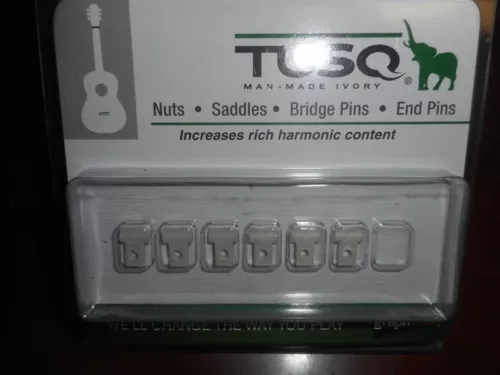 TUSQ ®
MAN-MADE IVORY
Nuts • Saddles • Bridge Pins • End Pins
Increases rich harmonic content
WE'LL CHANGE THE WAY YOU PLAY graph